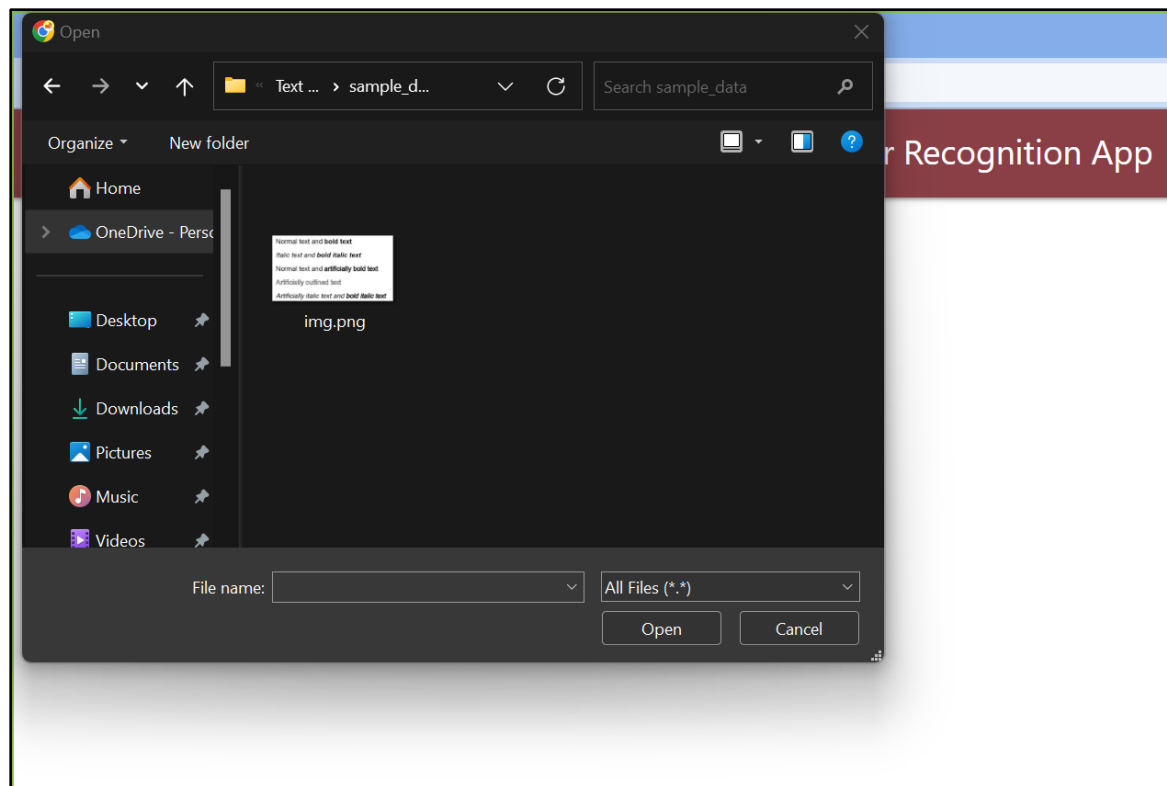 Open
« Text ... > sample_d...
Search sample_data
Organize
New folder
?
r Recognition App
Home
OneDrive - Perso
Desktop
Documents
Downloads
Pictures
Music
Videos
Normal text and bold text
Italic text and bold italic text
Normal text and artificially bold text
Artificially outlined text
Artificially italic text and bold italic text
img.png
File name:
All Files (*.*)
Open
Cancel